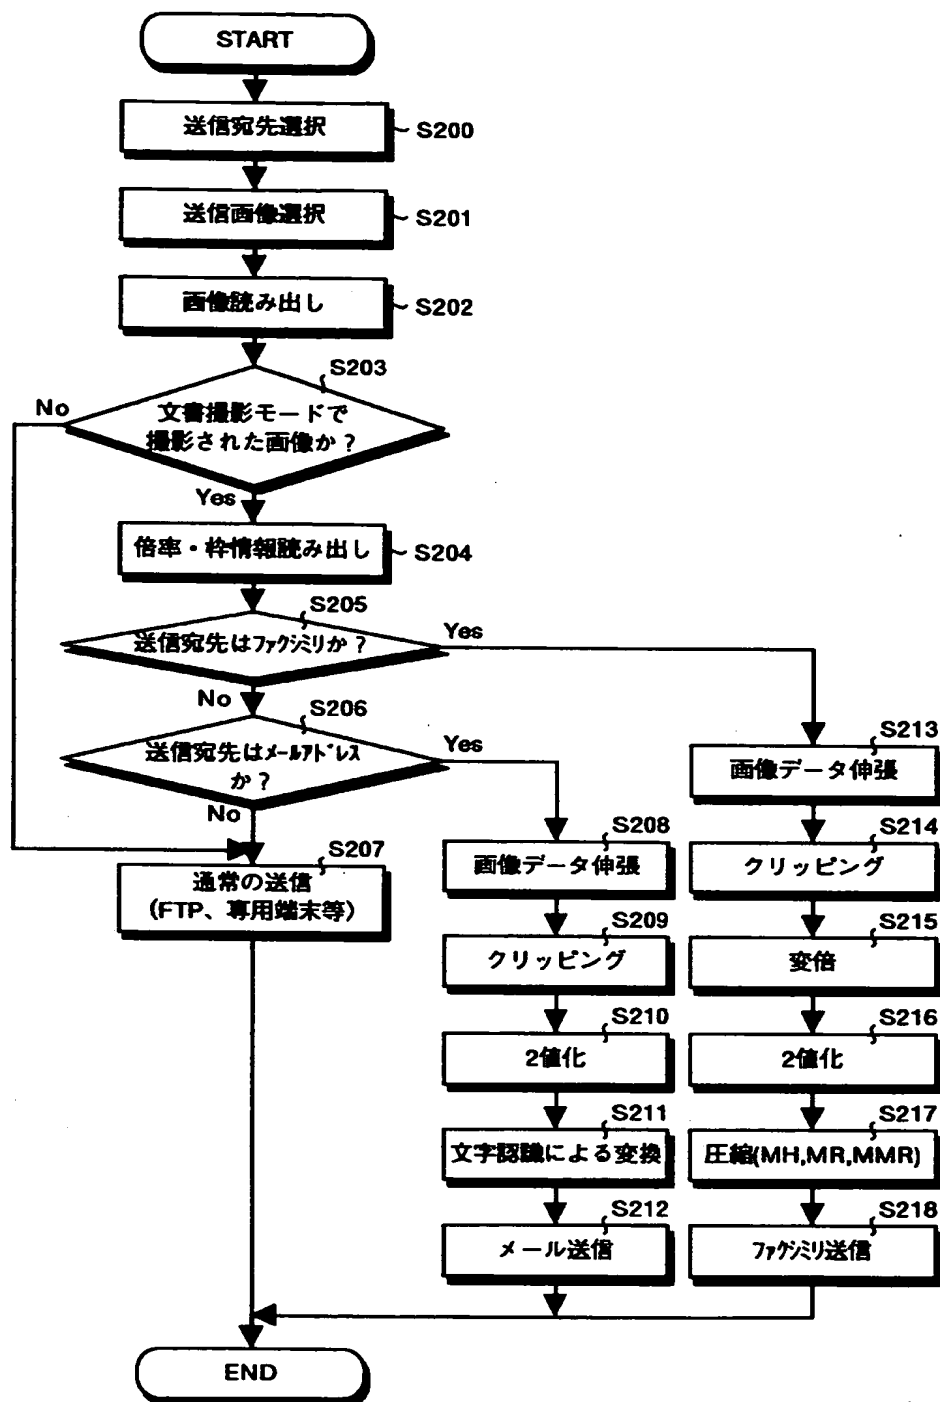 START
送信宛先選択
S200
送信画像選択
S201
画像読み出し
S202
S203
No
文書撮影モードで
撮影された画像か？
Yes
倍率・枠情報読み出し
S204
S205
送信宛先はファクシミリか？
Yes
No
S206
送信宛先はメールアドレス
か？
Yes
No
S207
通常の送信
（FTP、専用端末等）
S208
画像データ伸張
S209
クリッピング
S210
2値化
S211
文字認識による変換
S212
メール送信
S213
画像データ伸張
S214
クリッピング
S215
変倍
S216
2値化
S217
圧縮(MH,MR,MMR)
S218
ファクシミリ送信
END